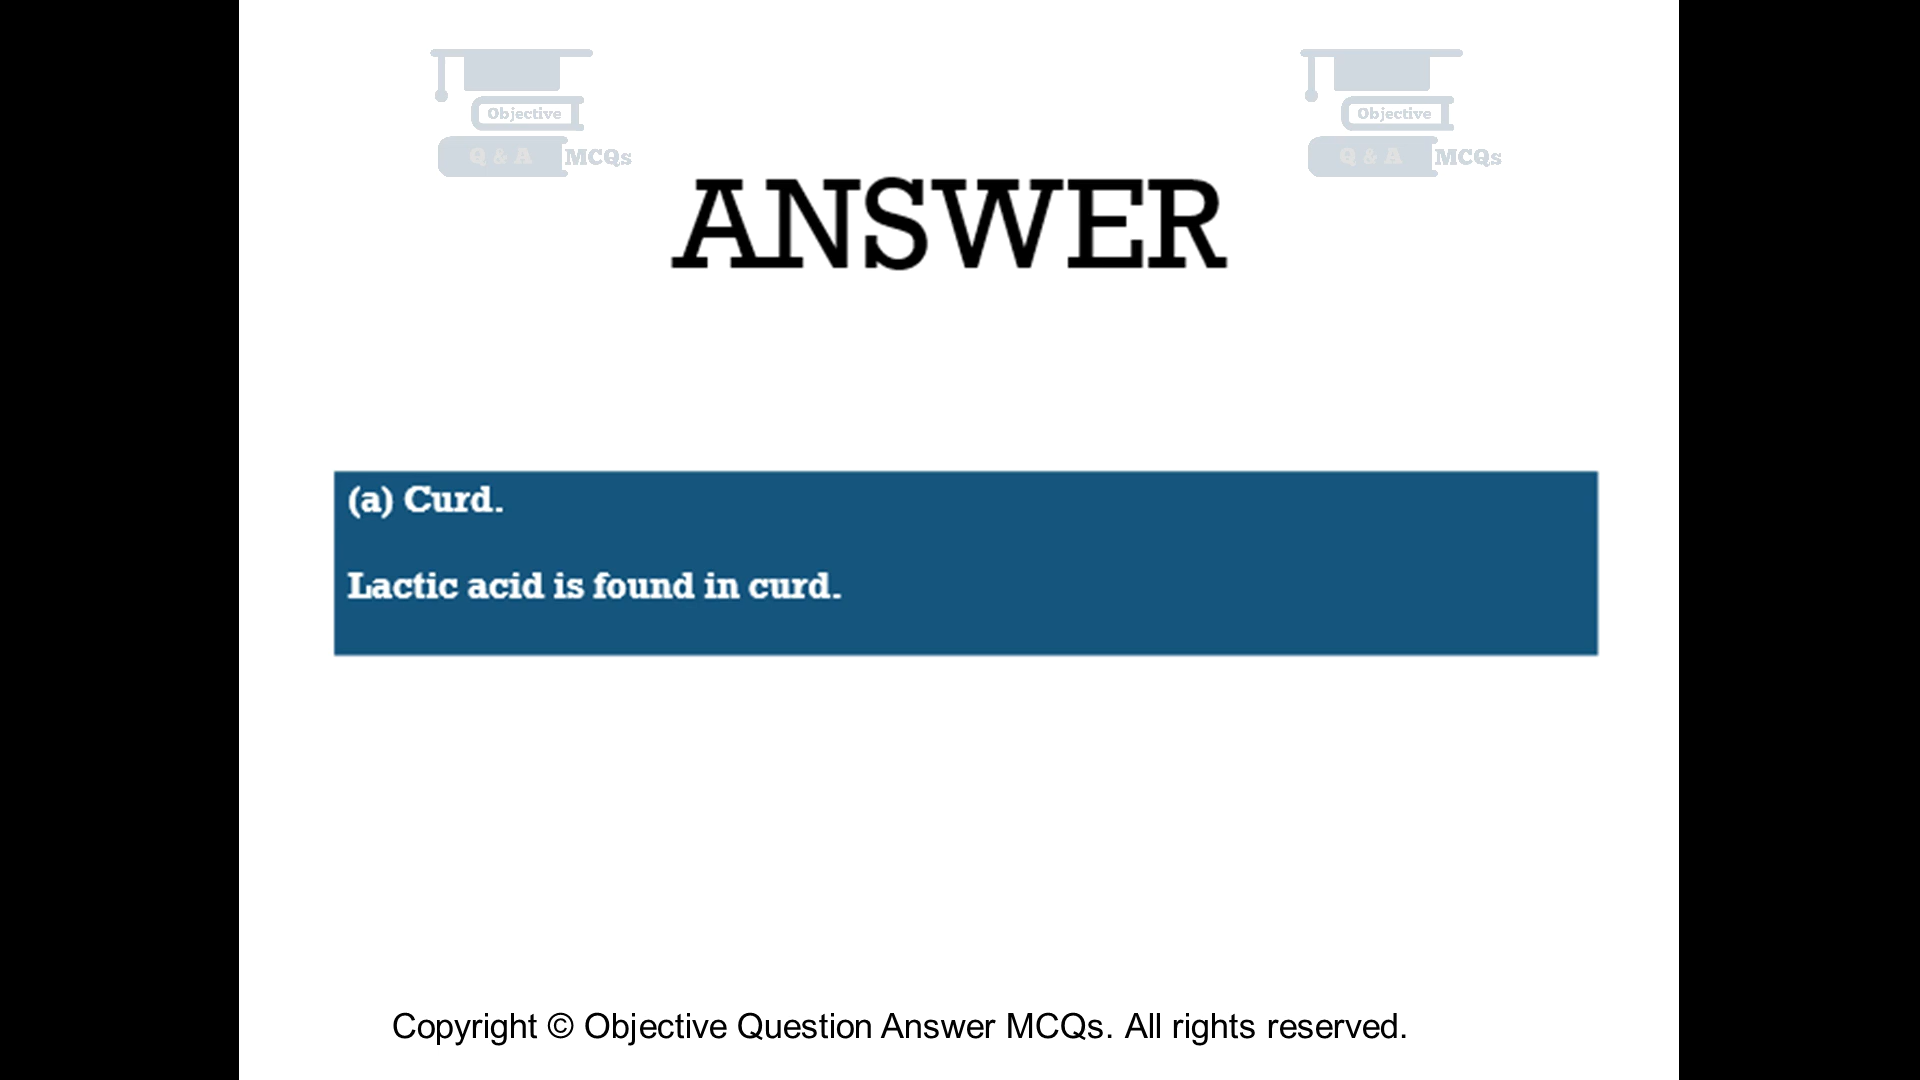 Objective
Q & A MCQs
Objective
Q & A MCQs
ANSWER
(a) Curd.
Lactic acid is found in curd.
Copyright © Objective Question Answer MCQs. All rights reserved.